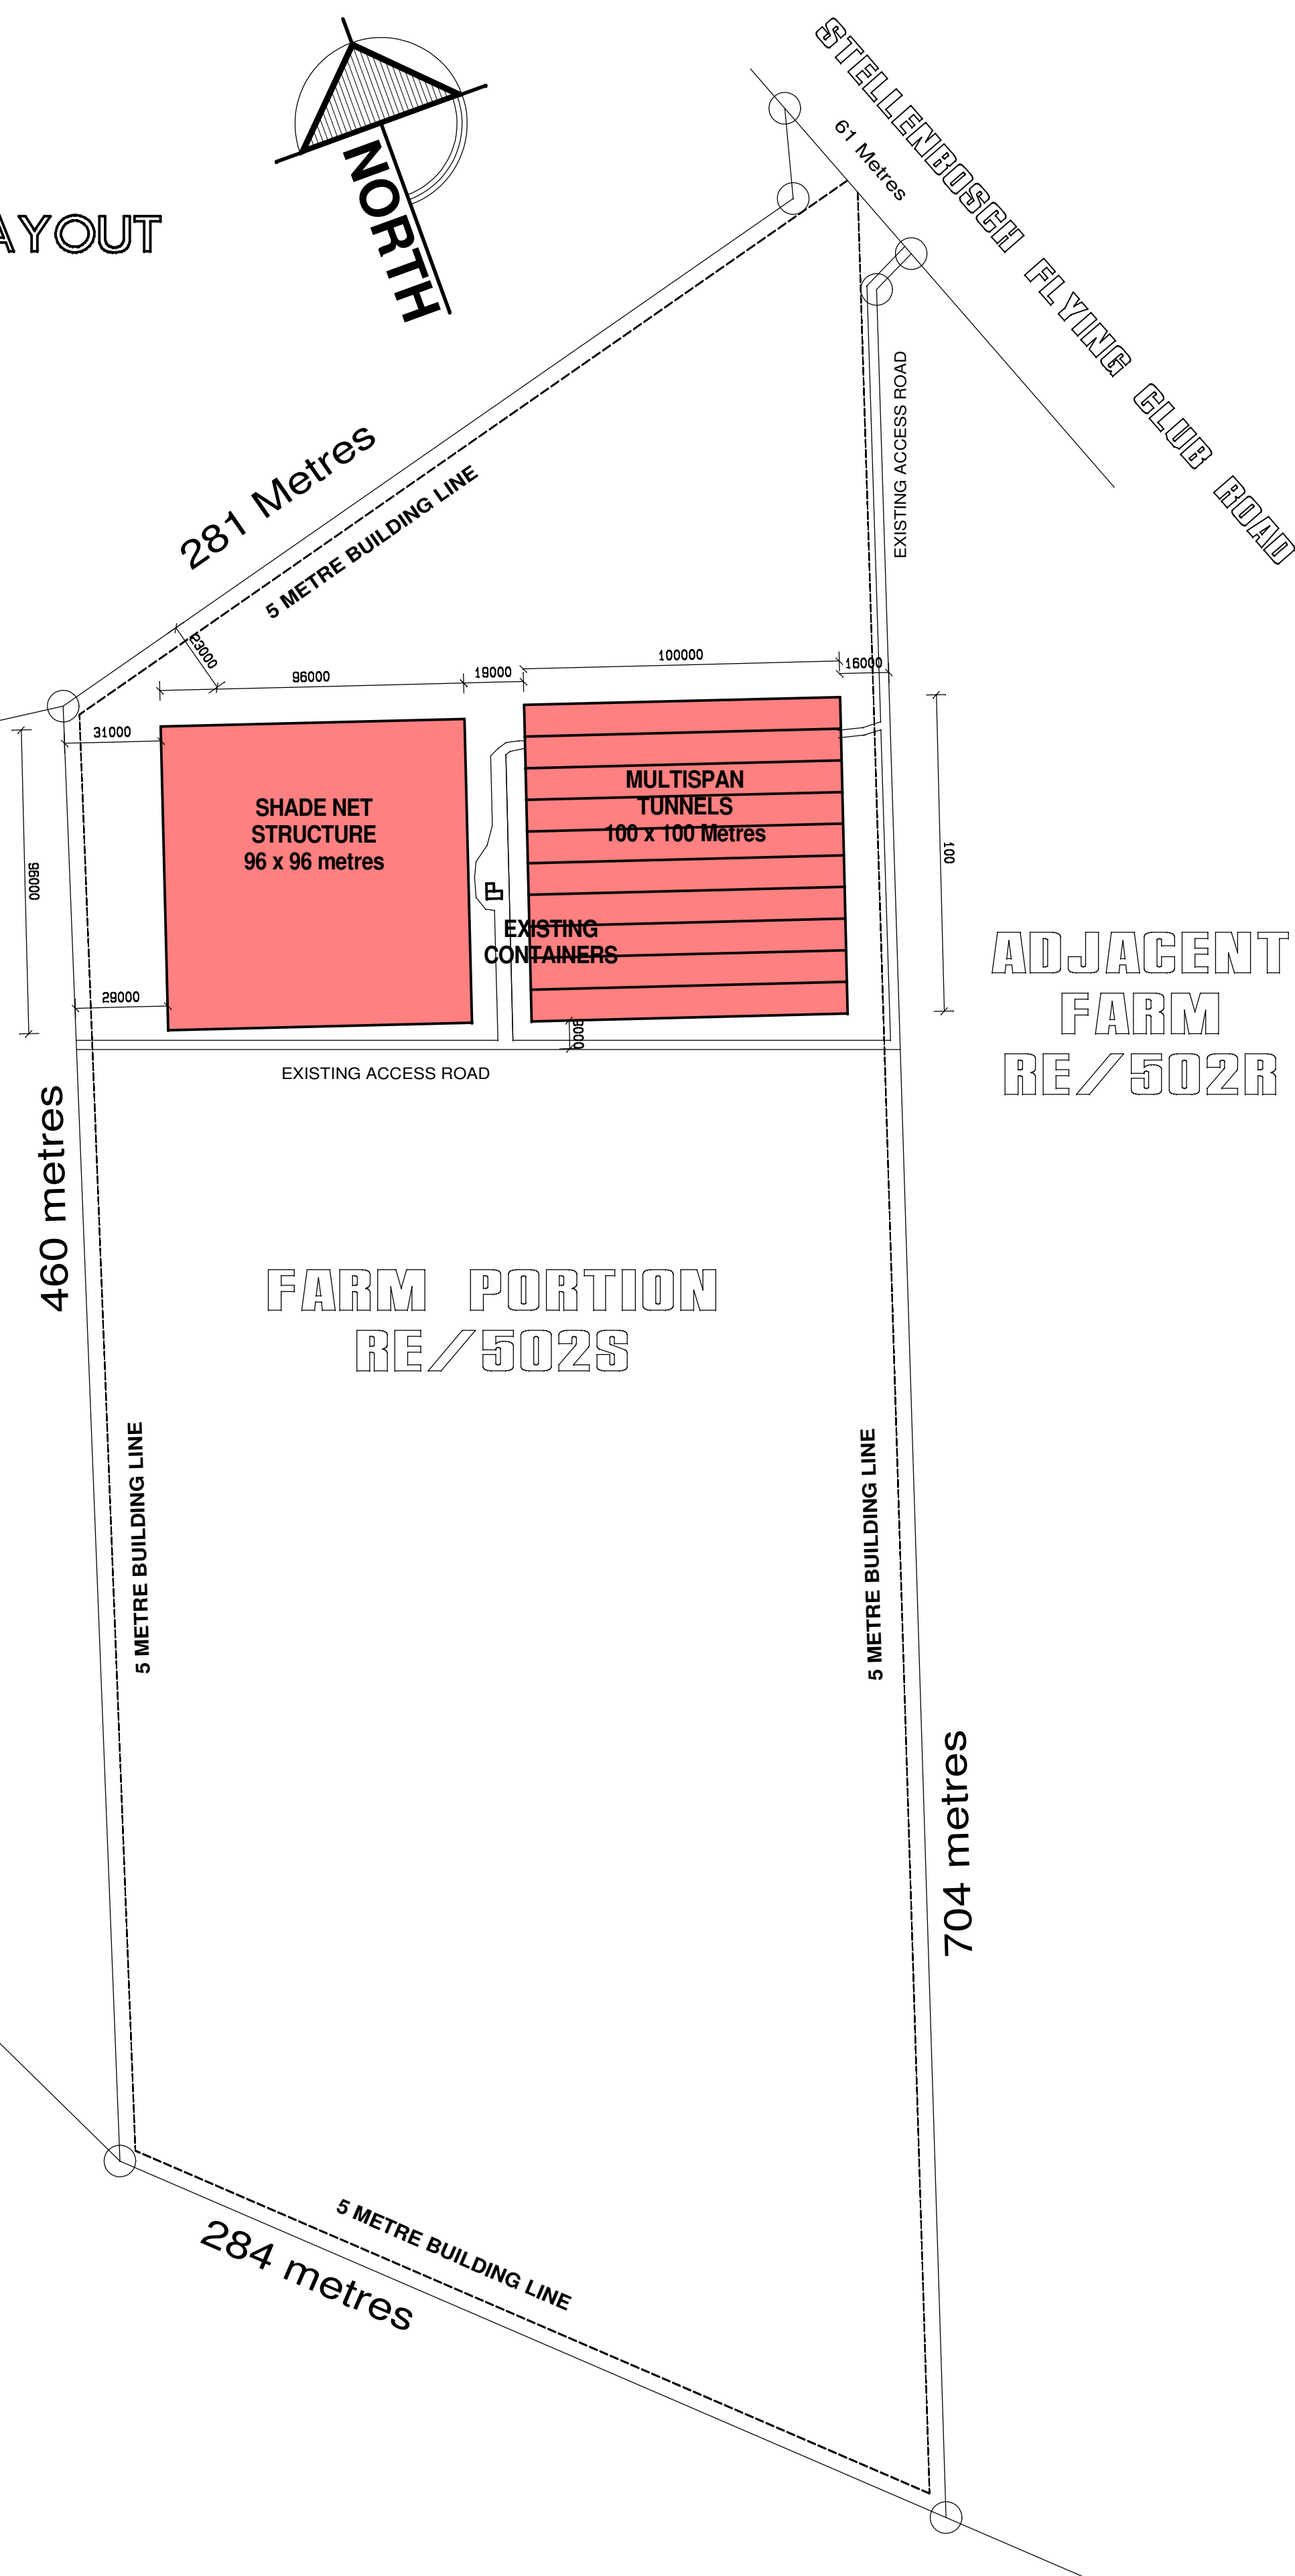 AYOUT
NORTH
STELLENBOSCH FLYING CLUB ROAD
61 Metres
281 Metres
5 METRE BUILDING LINE
EXISTING ACCESS ROAD
23000
96000
19000
100000
16000
31000
96000
SHADE NET
STRUCTURE
96 x 96 metres
MULTISPAN
TUNNELS
100 x 100 Metres
100
EXISTING
CONTAINERS
29000
9000
EXISTING ACCESS ROAD
ADJACENT
FARM
RE/502R
460 metres
FARM PORTION
RE/502S
5 METRE BUILDING LINE
5 METRE BUILDING LINE
704 metres
5 METRE BUILDING LINE
284 metres